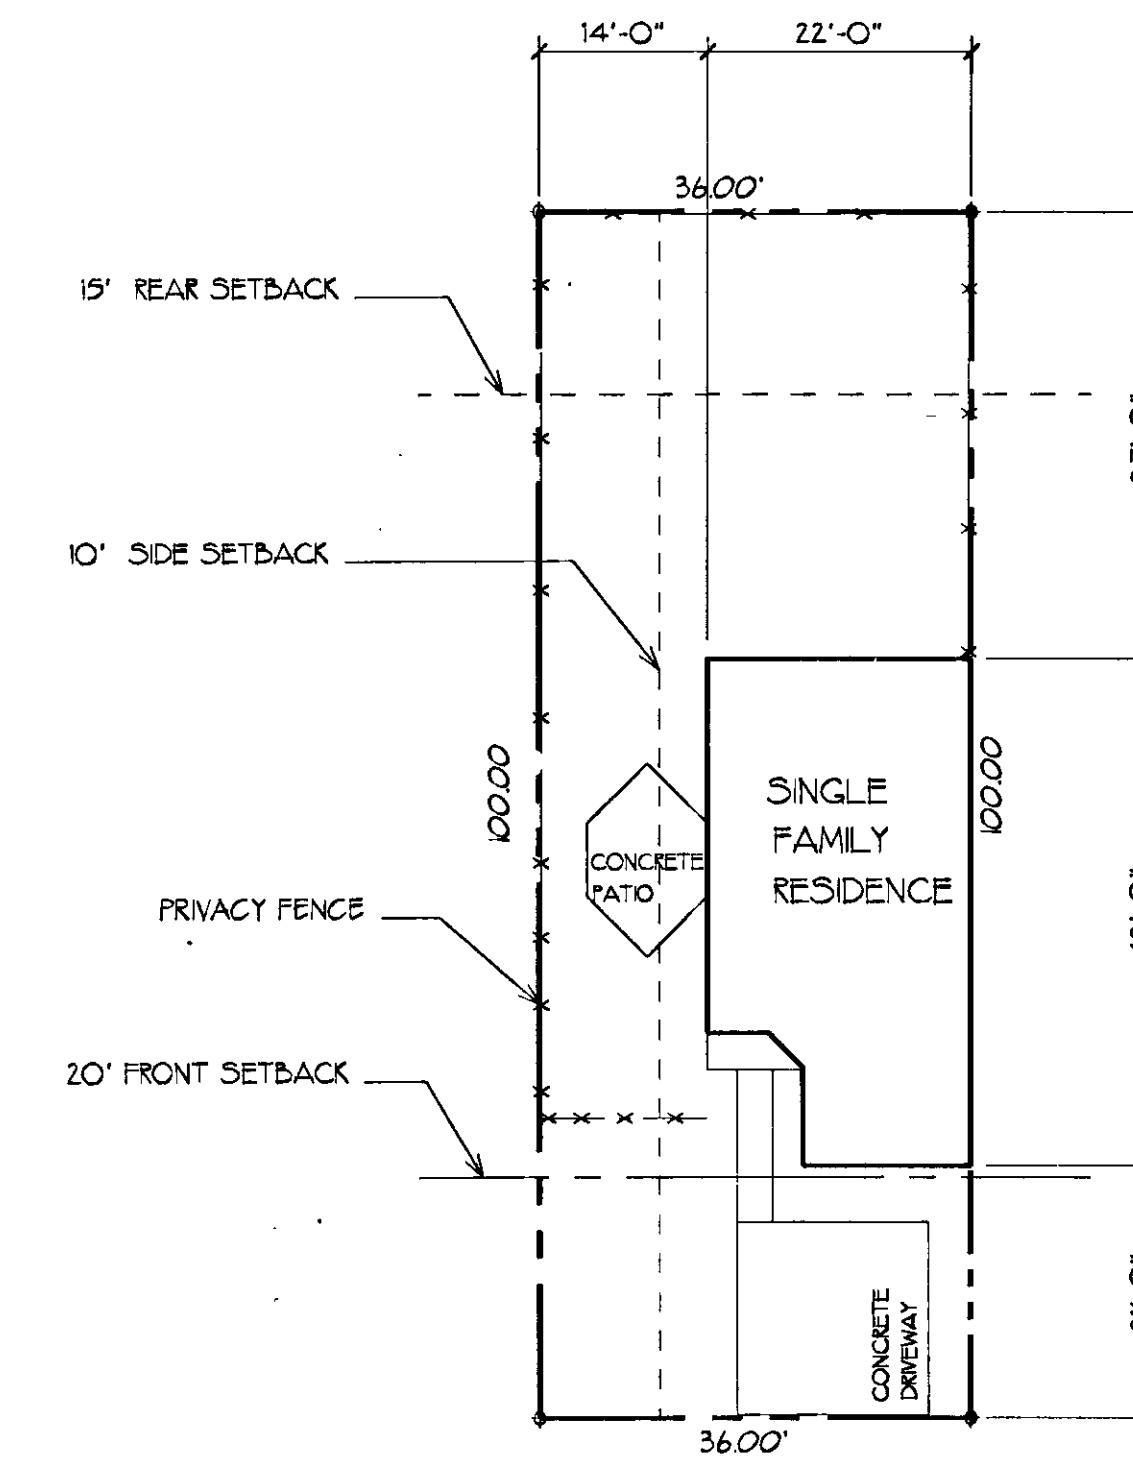 14'-0" 22'-0"
36.00'
15' REAR SETBACK
10' SIDE SETBACK
100.00
100.00
SINGLE
FAMILY
RESIDENCE
CONCRETE
PATIO
PRIVACY FENCE
20' FRONT SETBACK
CONCRETE
DRIVEWAY
36.00'